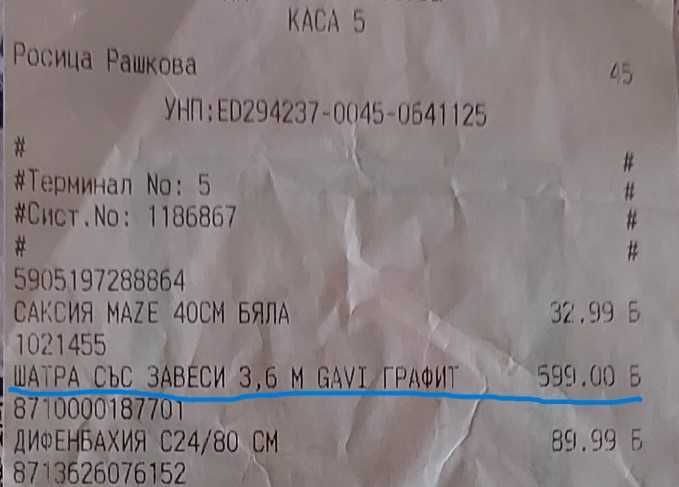 КАСА 5
Росица Рашкова 45
УНП:ED294237-0045-0641125
# #
#Терминал No: 5 #
#Сист.No: 1186867 #
# #
5905197288864
САКСИЯ MAZE 40СМ БЯЛА 32.99 Б
1021455
ШАТРА СЪС ЗАВЕСИ 3,6 М GAVI ГРАФИТ 599.00 Б
8710000187701
ДИФЕНБАХИЯ С24/80 СМ 89.99 Б
8713626076152